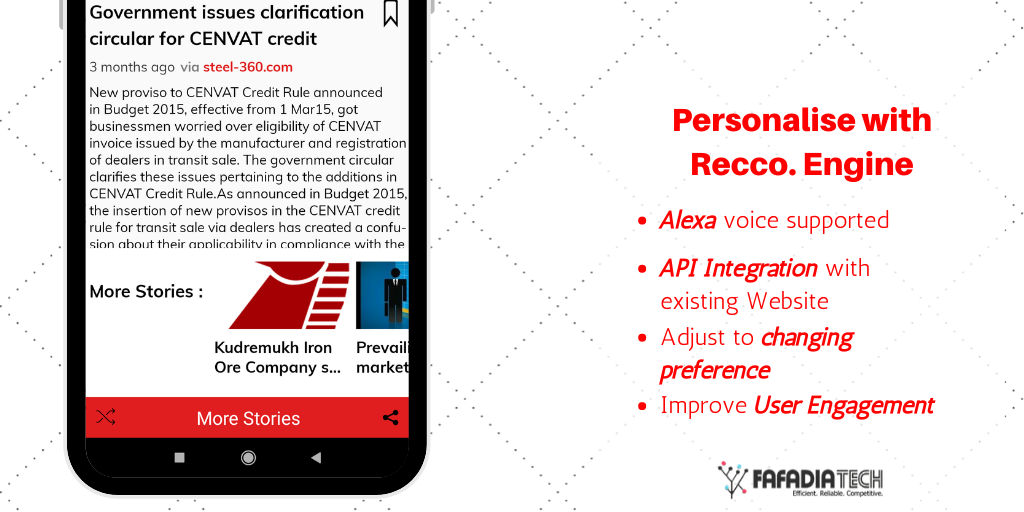 Government issues clarification
circular for CENVAT credit
3 months ago via steel-360.com
New proviso to CENVAT Credit Rule announced
in Budget 2015, effective from 1 Mar15, got
businessmen worried over eligibility of CENVAT
invoice issued by the manufacturer and registration
of dealers in transit sale. The government circular
clarifies these issues pertaining to the additions in
CENVAT Credit Rule.As announced in Budget 2015,
the insertion of new provisos in the CENVAT credit
rule for transit sale via dealers has created a confu-
sion about their applicability in compliance with the
More Stories :
Kudremukh Iron
Ore Company s...
Prevaili
market
More Stories
Personalise with
Recco. Engine
• Alexa voice supported
• API Integration with
existing Website
• Adjust to changing
preference
• Improve User Engagement
FAFADIATECH
Efficient. Reliable. Competitive.